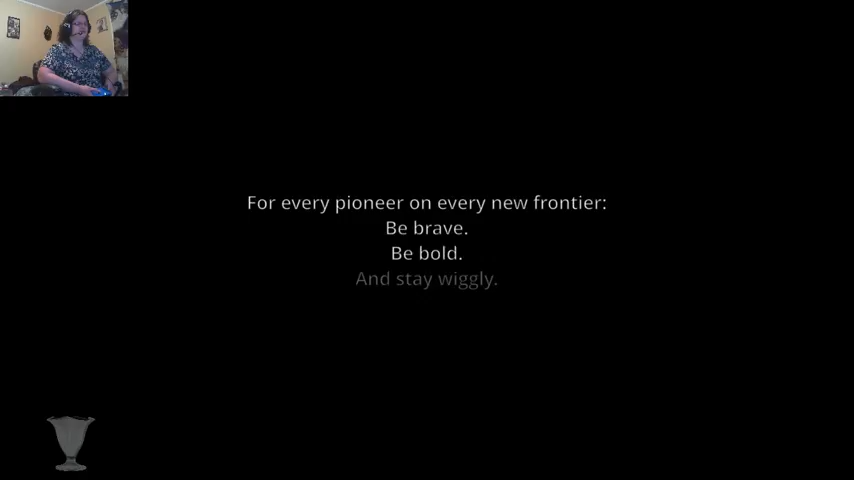 For every pioneer on every new frontier:
Be brave.
Be bold.
And stay wiggly.